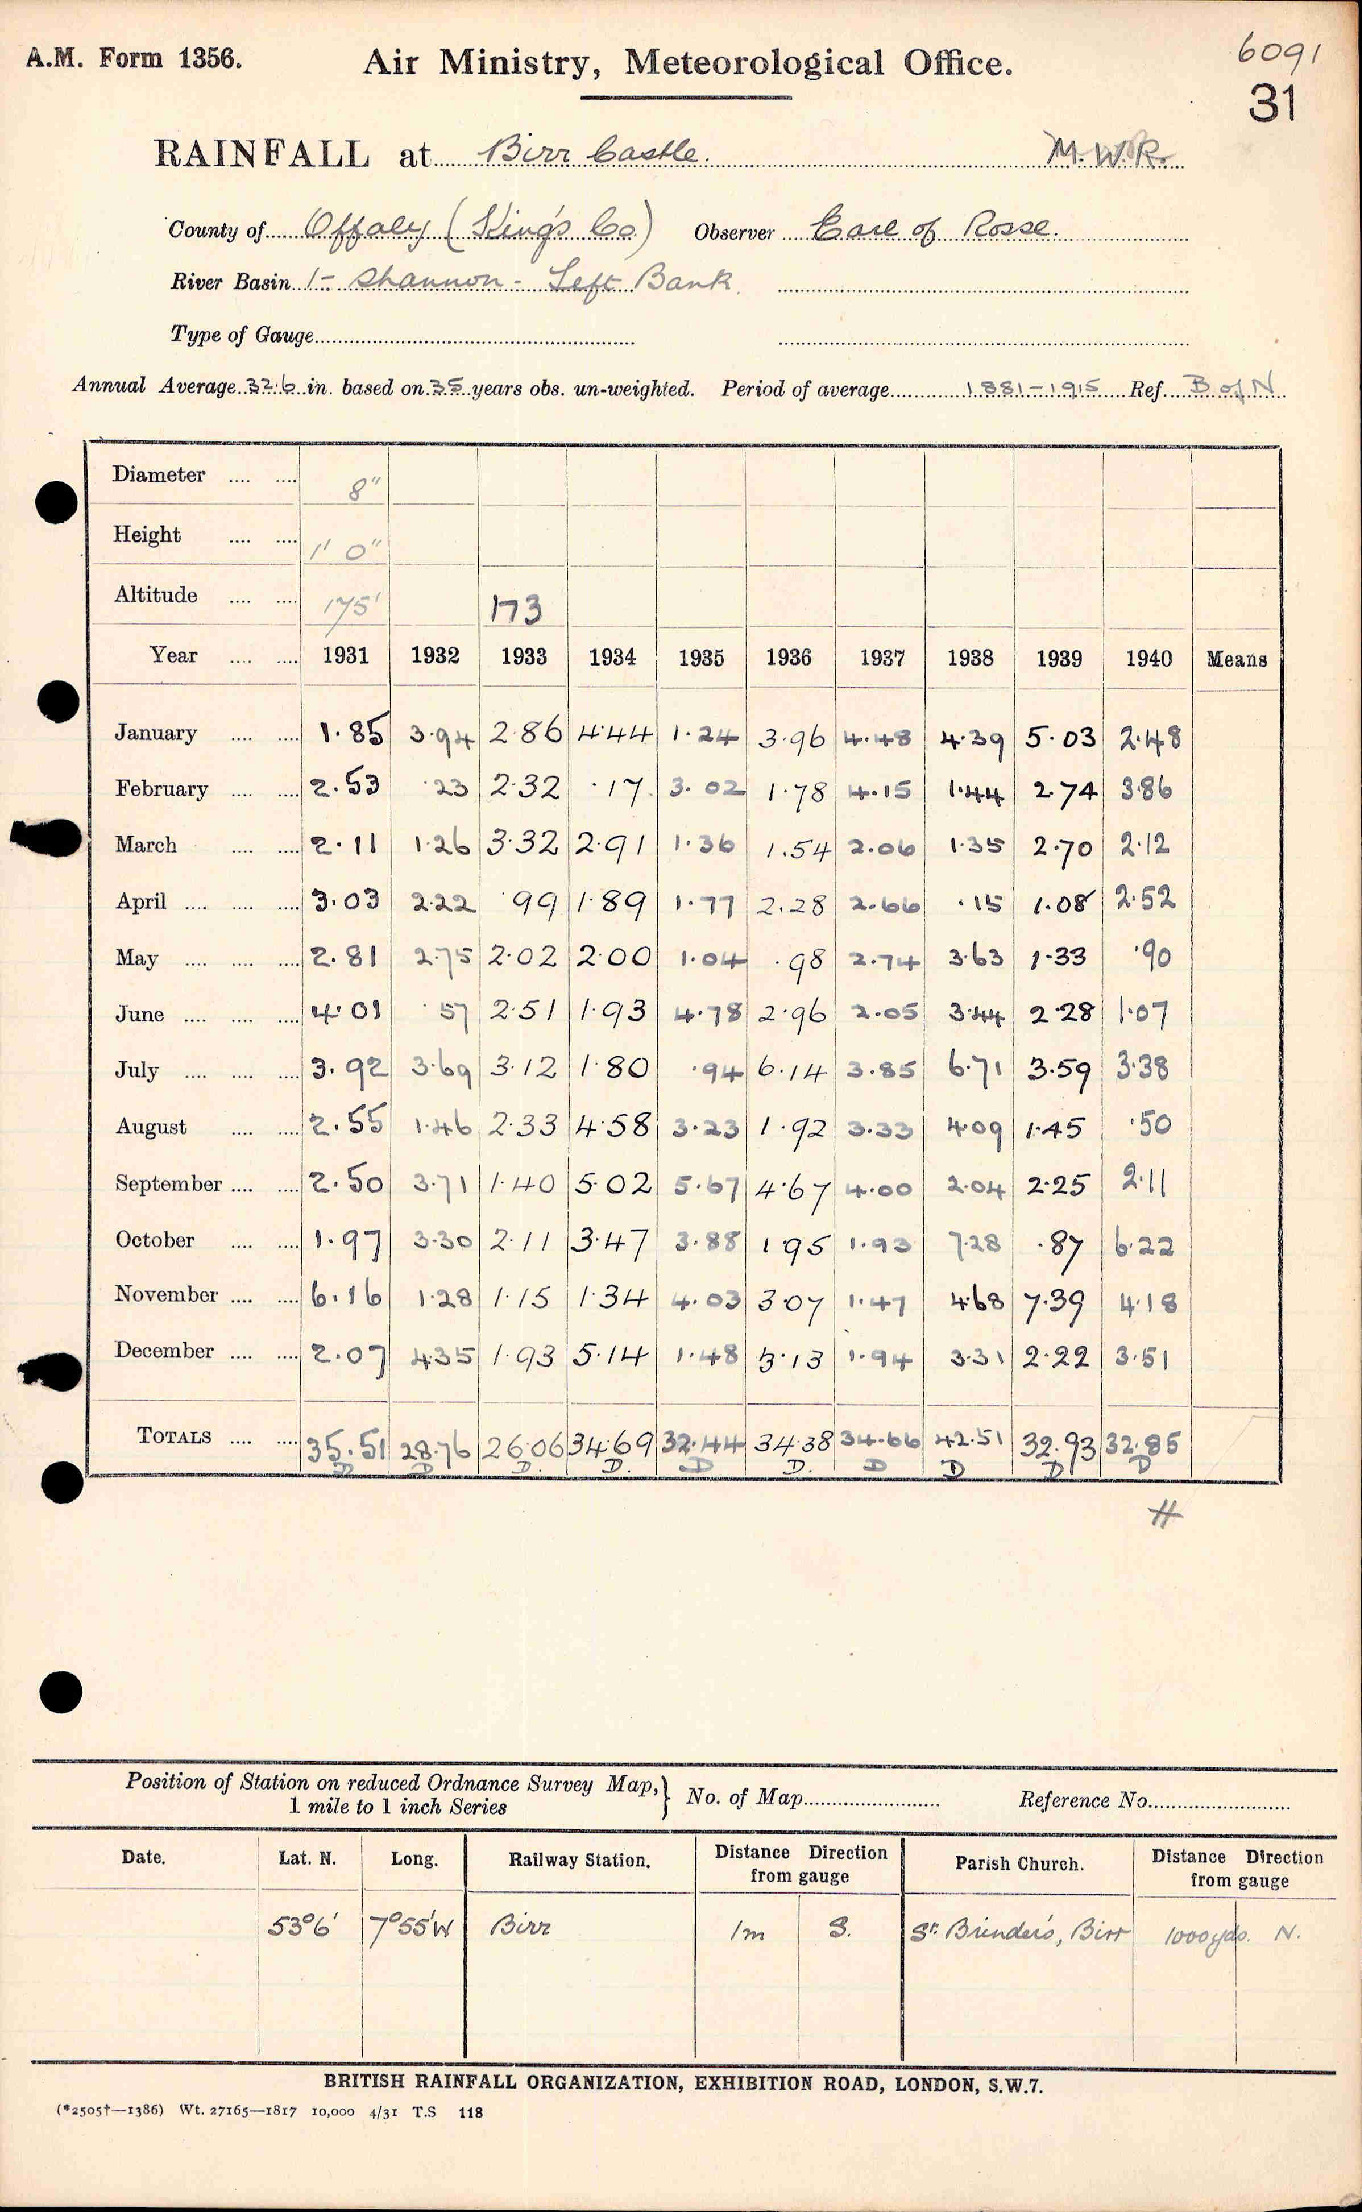 A.M. Form 1356.
Air Ministry, Meteorological Office.
6091
31
RAINFALL at Birr Castle. M.W.R.
County of Offaly (King's Co) Observer Earl of Rosse.
River Basin 1- Shannon - Left Bank
Type of Gauge
Annual Average 32.6 in. based on 35 years obs. un-weighted. Period of average 1881-1915 Ref. B of N
Diameter 8"
Height 1' 0"
Altitude 175' 173
Year 1931 1932 1933 1934 1935 1936 1937 1938 1939 1940 Means
January 1.85 3.94 2.86 4.44 1.24 3.96 4.48 4.39 5.03 2.48
February 2.53 .23 2.32 .17 3.02 1.78 4.15 1.44 2.74 3.86
March 2.11 1.26 3.32 2.91 1.36 1.54 2.06 1.35 2.70 2.12
April 3.03 2.22 .99 1.89 1.77 2.28 2.66 .15 1.08 2.52
May 2.81 2.75 2.02 2.00 1.04 .98 2.74 3.63 1.33 .90
June 4.01 .57 2.51 1.93 4.78 2.96 2.05 3.44 2.28 1.07
July 3.92 3.69 3.12 1.80 .94 6.14 3.85 6.71 3.59 3.38
August 2.55 1.46 2.33 4.58 3.23 1.92 3.33 4.09 1.45 .50
September 2.50 3.71 1.40 5.02 5.67 4.67 4.00 2.04 2.25 2.11
October 1.97 3.30 2.11 3.47 3.88 1.95 1.93 7.28 .87 6.22
November 6.16 1.28 1.15 1.34 4.03 3.07 1.47 4.68 7.39 4.18
December 2.07 4.35 1.93 5.14 1.48 3.13 1.94 3.31 2.22 3.51
TOTALS 35.51 28.76 26.06 34.69 32.44 34.38 34.66 42.51 32.93 32.85
D D D. D. D D. D D D D
#
Position of Station on reduced Ordnance Survey Map,} No. of Map Reference No.
1 mile to 1 inch Series
Date. Lat. N. Long. Railway Station. Distance Direction from gauge Parish Church. Distance Direction from gauge
53°6' 7°55'W Birr 1m S. St. Brinden's, Birr 1000yds. N.
BRITISH RAINFALL ORGANIZATION, EXHIBITION ROAD, LONDON, S.W.7.
(*2505†—1386) Wt. 27165—1817 10,000 4/31 T.S 118